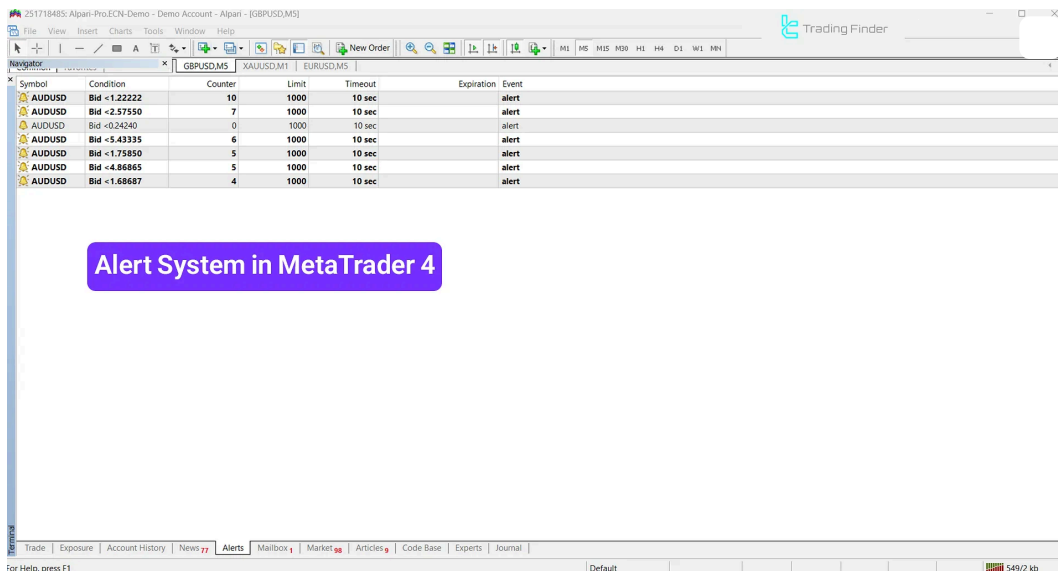 251718485: Alpari-Pro.ECN-Demo - Demo Account - Alpari - [GBPUSD,M5]
Trading Finder
File View Insert Charts Tools Window Help
New Order M1 M5 M15 M30 H1 H4 D1 W1 MN
Navigator
GBPUSD,M5 XAUUSD,M1 EURUSD,M5
Symbol Condition Counter Limit Timeout Expiration Event
AUDUSD Bid <1.22222 10 1000 10 sec alert
AUDUSD Bid <2.57550 7 1000 10 sec alert
AUDUSD Bid <0.24240 0 1000 10 sec alert
AUDUSD Bid <5.43335 6 1000 10 sec alert
AUDUSD Bid <1.75850 5 1000 10 sec alert
AUDUSD Bid <4.86865 5 1000 10 sec alert
AUDUSD Bid <1.68687 4 1000 10 sec alert
Alert System in MetaTrader 4
Terminal
Trade Exposure Account History News 77 Alerts Mailbox 1 Market 98 Articles 9 Code Base Experts Journal
For Help, press F1 Default 549/2 kb